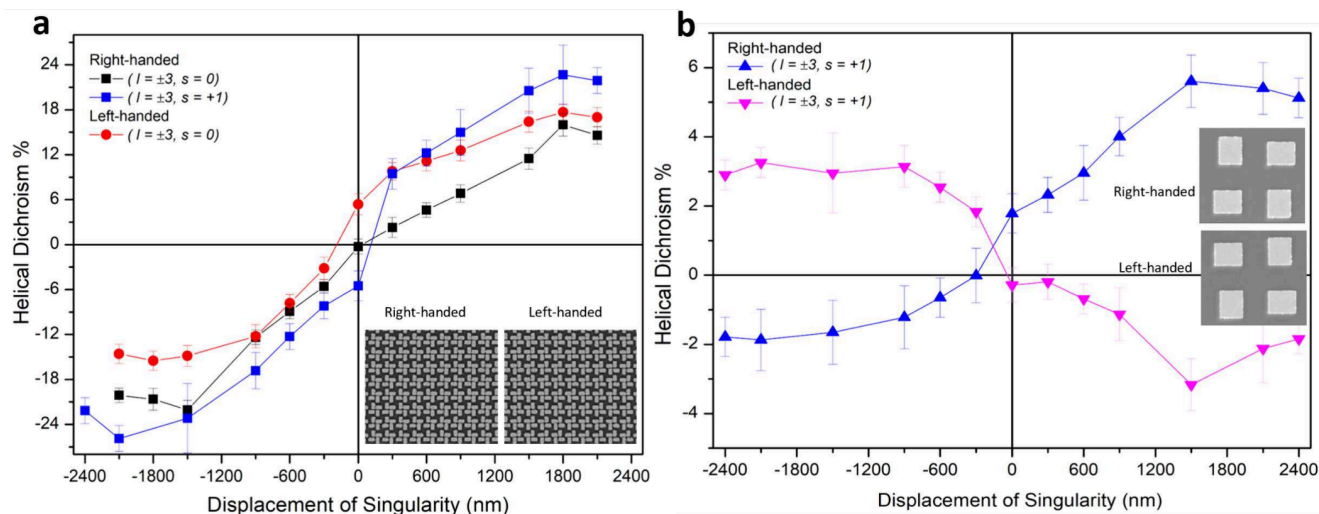 a
Right-handed
( l = ±3, s = 0)
( l = ±3, s = +1)
Left-handed
( l = ±3, s = 0)
Helical Dichroism %
24
18
12
6
0
-6
-12
-18
-24
Right-handed Left-handed
-2400 -1800 -1200 -600 0 600 1200 1800 2400
Displacement of Singularity (nm)
b
Right-handed
( l = ±3, s = +1)
Left-handed
( l = ±3, s = +1)
Helical Dichroism %
6
4
2
0
-2
-4
Right-handed
Left-handed
-2400 -1800 -1200 -600 0 600 1200 1800 2400
Displacement of Singularity (nm)